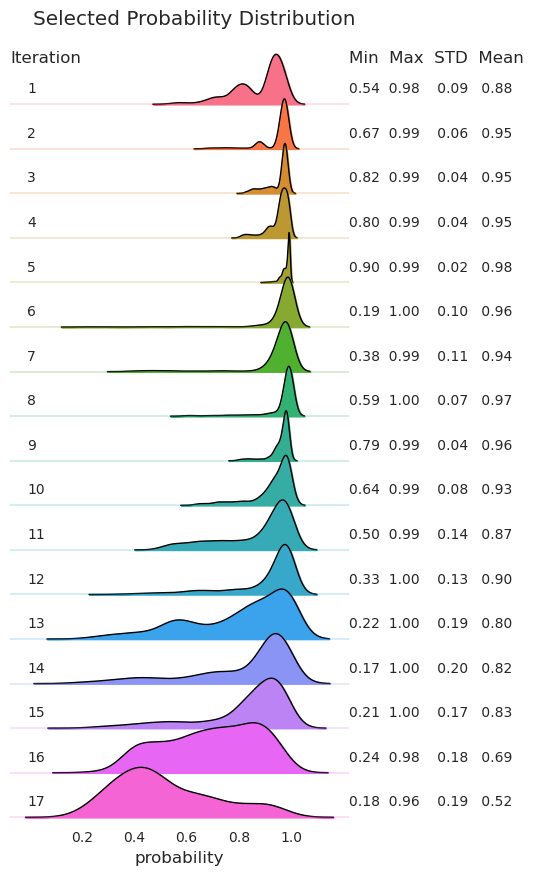 Selected Probability Distribution
Iteration Min Max STD Mean
1 0.54 0.98 0.09 0.88
2 0.67 0.99 0.06 0.95
3 0.82 0.99 0.04 0.95
4 0.80 0.99 0.04 0.95
5 0.90 0.99 0.02 0.98
6 0.19 1.00 0.10 0.96
7 0.38 0.99 0.11 0.94
8 0.59 1.00 0.07 0.97
9 0.79 0.99 0.04 0.96
10 0.64 0.99 0.08 0.93
11 0.50 0.99 0.14 0.87
12 0.33 1.00 0.13 0.90
13 0.22 1.00 0.19 0.80
14 0.17 1.00 0.20 0.82
15 0.21 1.00 0.17 0.83
16 0.24 0.98 0.18 0.69
17 0.18 0.96 0.19 0.52
0.2 0.4 0.6 0.8 1.0
probability